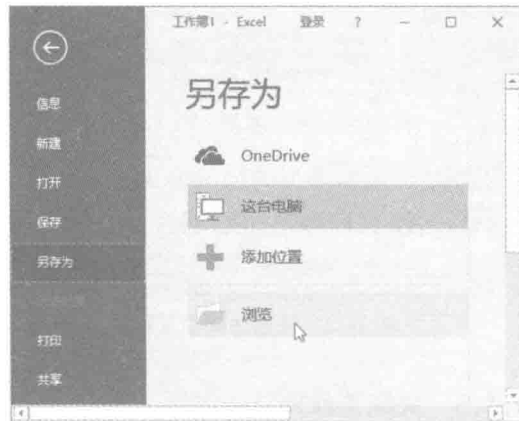 工作簿1 - Excel 登录 ?
信息
新建
打开
保存
另存为
打印
共享
另存为
OneDrive
这台电脑
添加位置
浏览